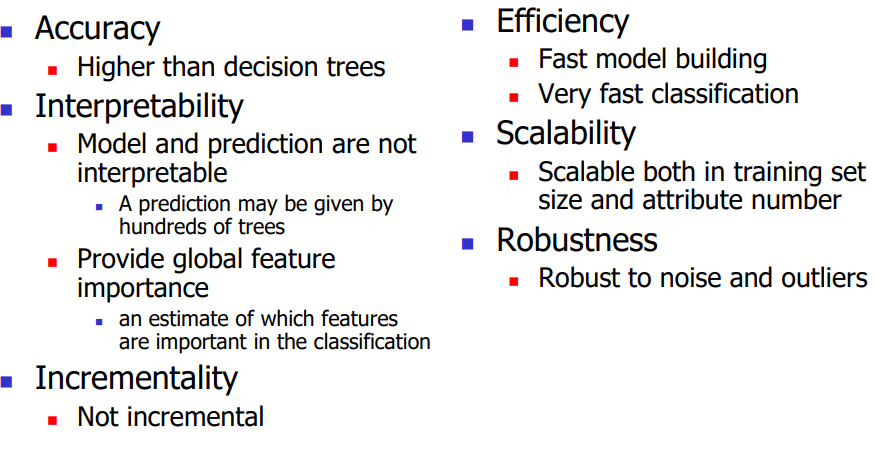 Accuracy
Higher than decision trees
Interpretability
Model and prediction are not
interpretable
A prediction may be given by
hundreds of trees
Provide global feature
importance
an estimate of which features
are important in the classification
Incrementality
Not incremental
Efficiency
Fast model building
Very fast classification
Scalability
Scalable both in training set
size and attribute number
Robustness
Robust to noise and outliers